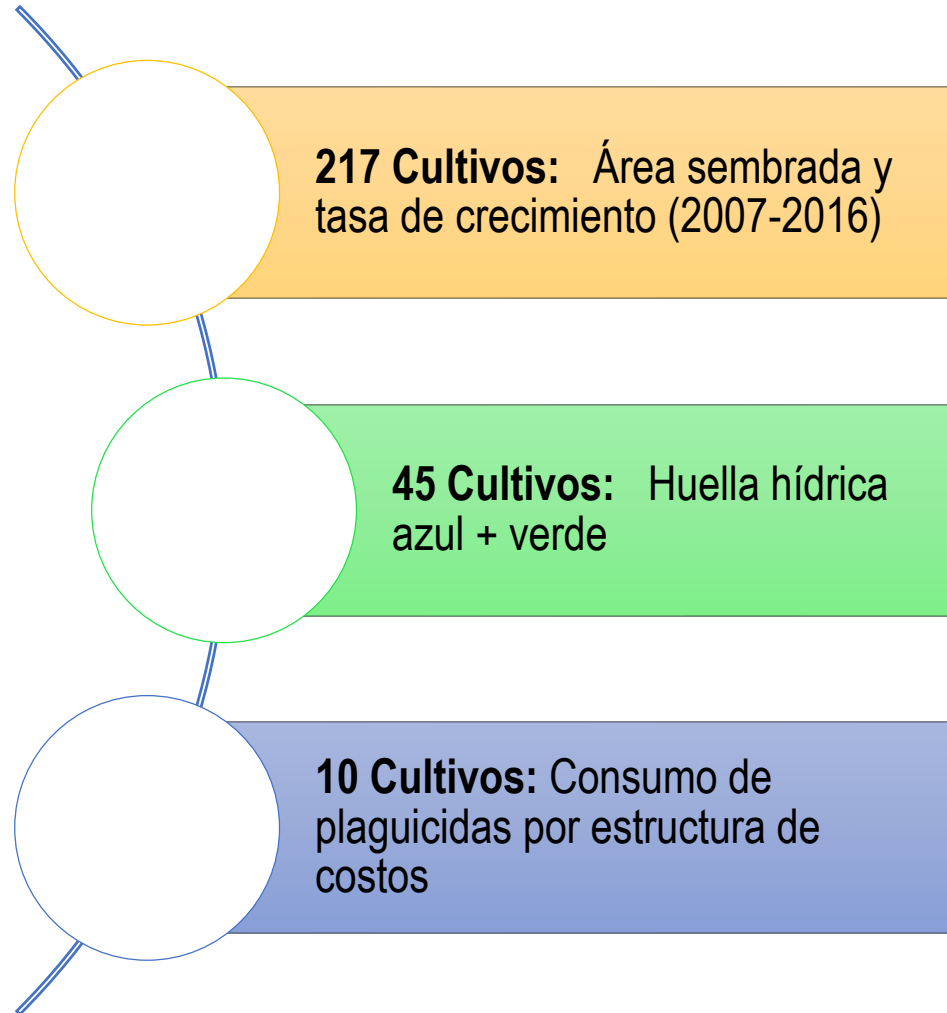 217 Cultivos:   Área sembrada y
tasa de crecimiento (2007-2016)
45 Cultivos:   Huella hídrica
azul + verde
10 Cultivos: Consumo de
plaguicidas por estructura de
costos